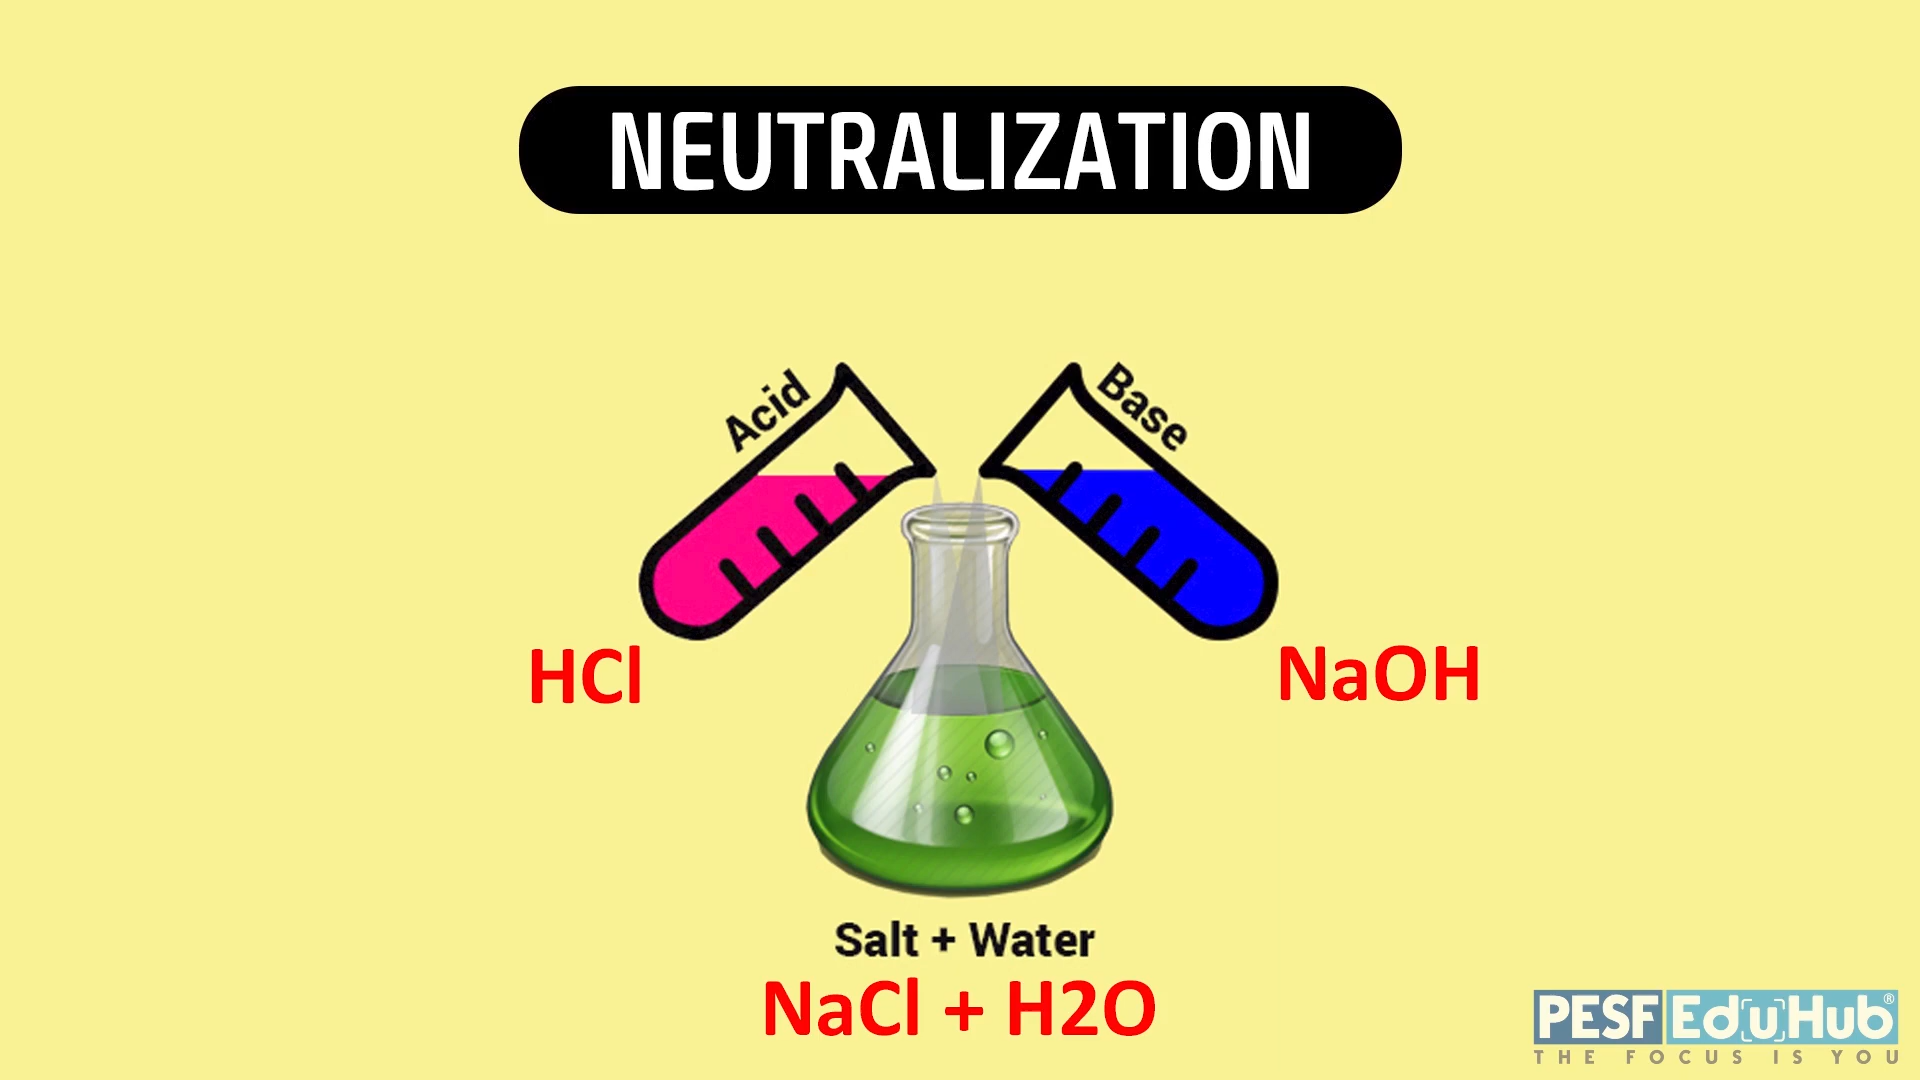 NEUTRALIZATION
Acid
Base
HCl
NaOH
Salt + Water
NaCl + H2O
PESF EduHub®
THE FOCUS IS YOU